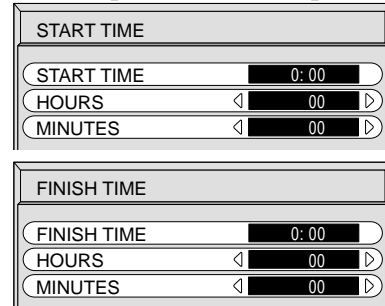 START TIME
START TIME 0: 00
HOURS 00
MINUTES 00
FINISH TIME
FINISH TIME 0: 00
HOURS 00
MINUTES 00